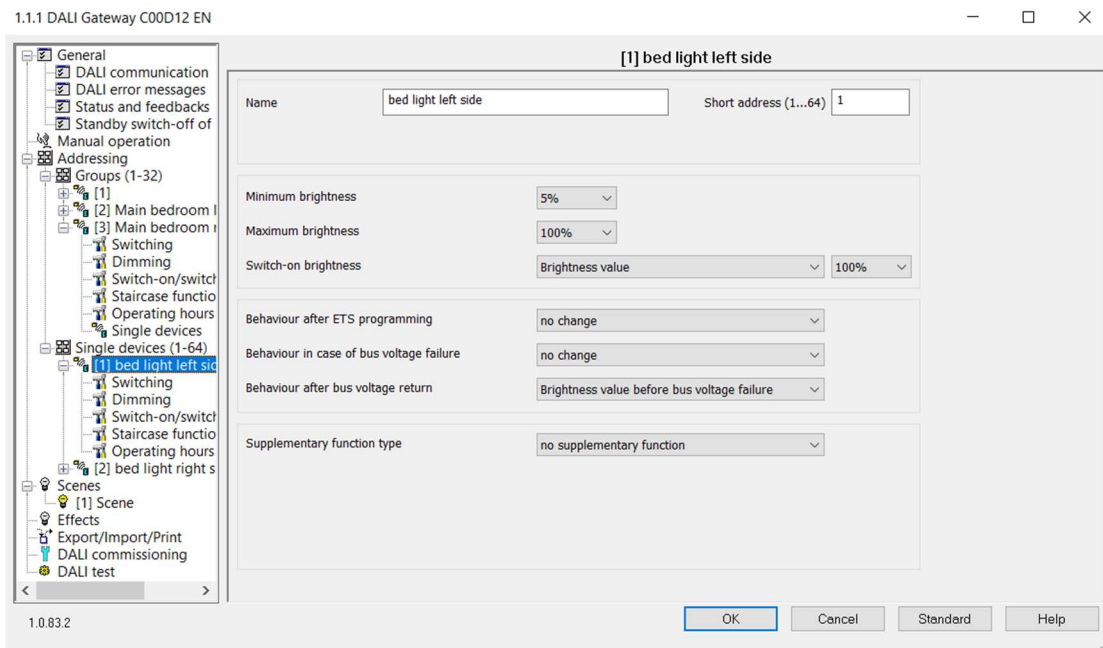 1.1.1 DALI Gateway C00D12 EN
General
DALI communication
DALI error messages
Status and feedbacks
Standby switch-off of
Manual operation
Addressing
Groups (1-32)
[1]
[2] Main bedroom l
[3] Main bedroom r
Switching
Dimming
Switch-on/switch
Staircase functio
Operating hours
Single devices
Single devices (1-64)
[1] bed light left sid
Switching
Dimming
Switch-on/switch
Staircase functio
Operating hours
[2] bed light right s
Scenes
[1] Scene
Effects
Export/Import/Print
DALI commissioning
DALI test
1.0.83.2
[1] bed light left side
Name bed light left side Short address (1...64) 1
Minimum brightness 5%
Maximum brightness 100%
Switch-on brightness Brightness value 100%
Behaviour after ETS programming no change
Behaviour in case of bus voltage failure no change
Behaviour after bus voltage return Brightness value before bus voltage failure
Supplementary function type no supplementary function
OK Cancel Standard Help